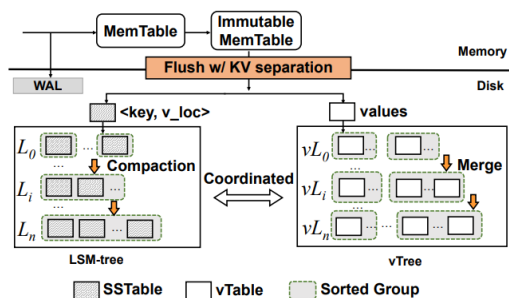 MemTable
Immutable
MemTable
Memory
WAL
Flush w/ KV separation
Disk
<key, v_loc>
values
L0
...
Compaction
Li
...
...
Ln
...
LSM-tree
Coordinated
vL0
...
...
Merge
vLi
...
...
...
vLn
...
...
vTree
SSTable
vTable
Sorted Group